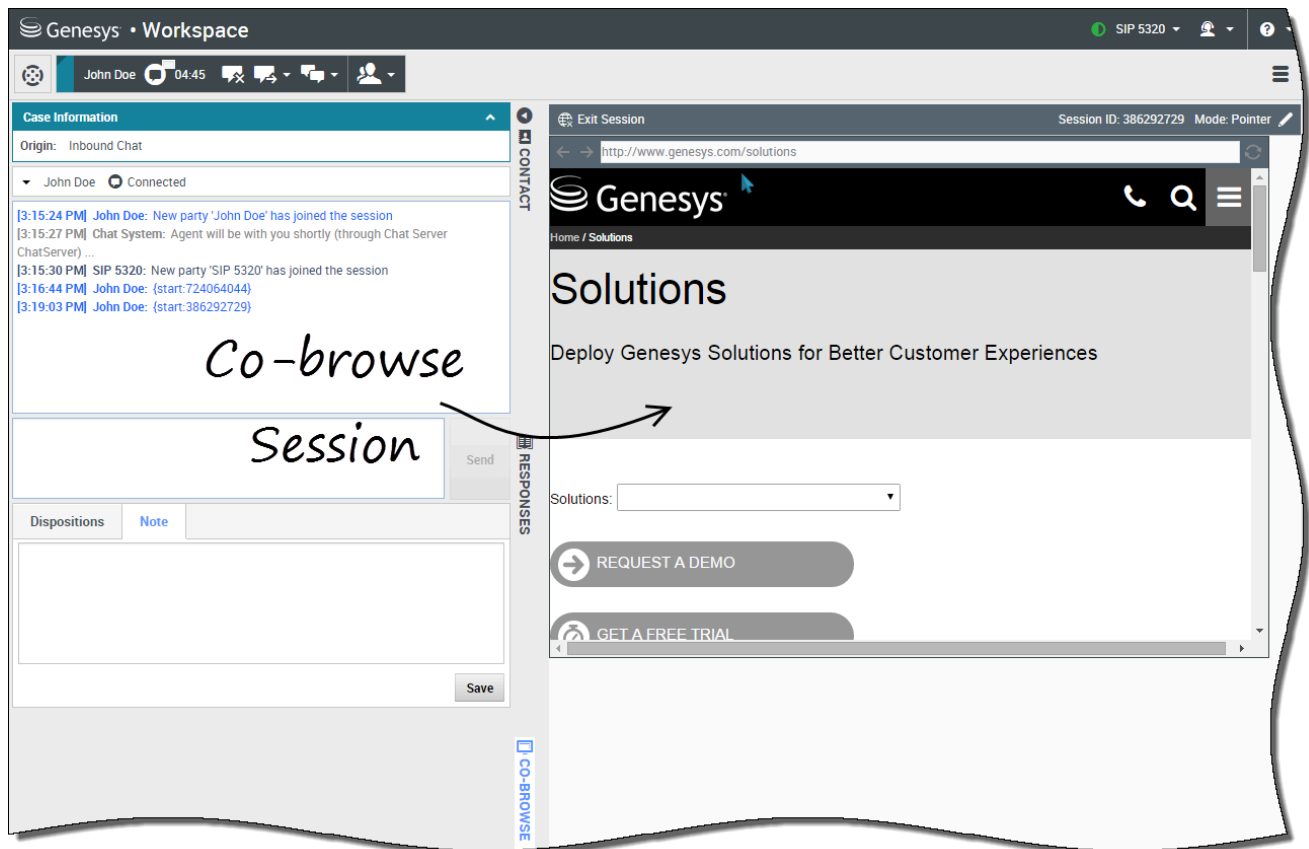 Genesys • Workspace
SIP 5320
?
John Doe 04:45
Case Information
Origin: Inbound Chat
John Doe Connected
[3:15:24 PM] John Doe: New party 'John Doe' has joined the session
[3:15:27 PM] Chat System: Agent will be with you shortly (through Chat Server
ChatServer) ...
[3:15:30 PM] SIP 5320: New party 'SIP 5320' has joined the session
[3:16:44 PM] John Doe: {start:724064044}
[3:19:03 PM] John Doe: {start:386292729}
Co-browse
Session
Send
Dispositions Note
Save
CONTACT
RESPONSES
CO-BROWSE
Exit Session Session ID: 386292729 Mode: Pointer
http://www.genesys.com/solutions
Genesys
Home / Solutions
Solutions
Deploy Genesys Solutions for Better Customer Experiences
Solutions:
REQUEST A DEMO
GET A FREE TRIAL